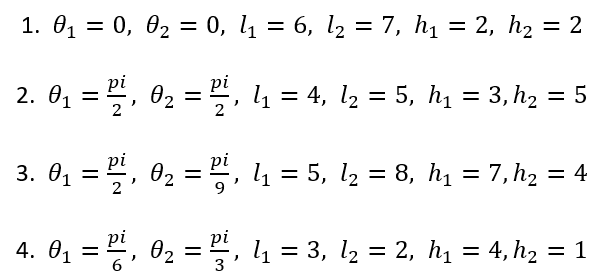 1. θ₁ = 0, θ₂ = 0, l₁ = 6, l₂ = 7, h₁ = 2, h₂ = 2
2. θ₁ = pi/2, θ₂ = pi/2, l₁ = 4, l₂ = 5, h₁ = 3, h₂ = 5
3. θ₁ = pi/2, θ₂ = pi/9, l₁ = 5, l₂ = 8, h₁ = 7, h₂ = 4
4. θ₁ = pi/6, θ₂ = pi/3, l₁ = 3, l₂ = 2, h₁ = 4, h₂ = 1